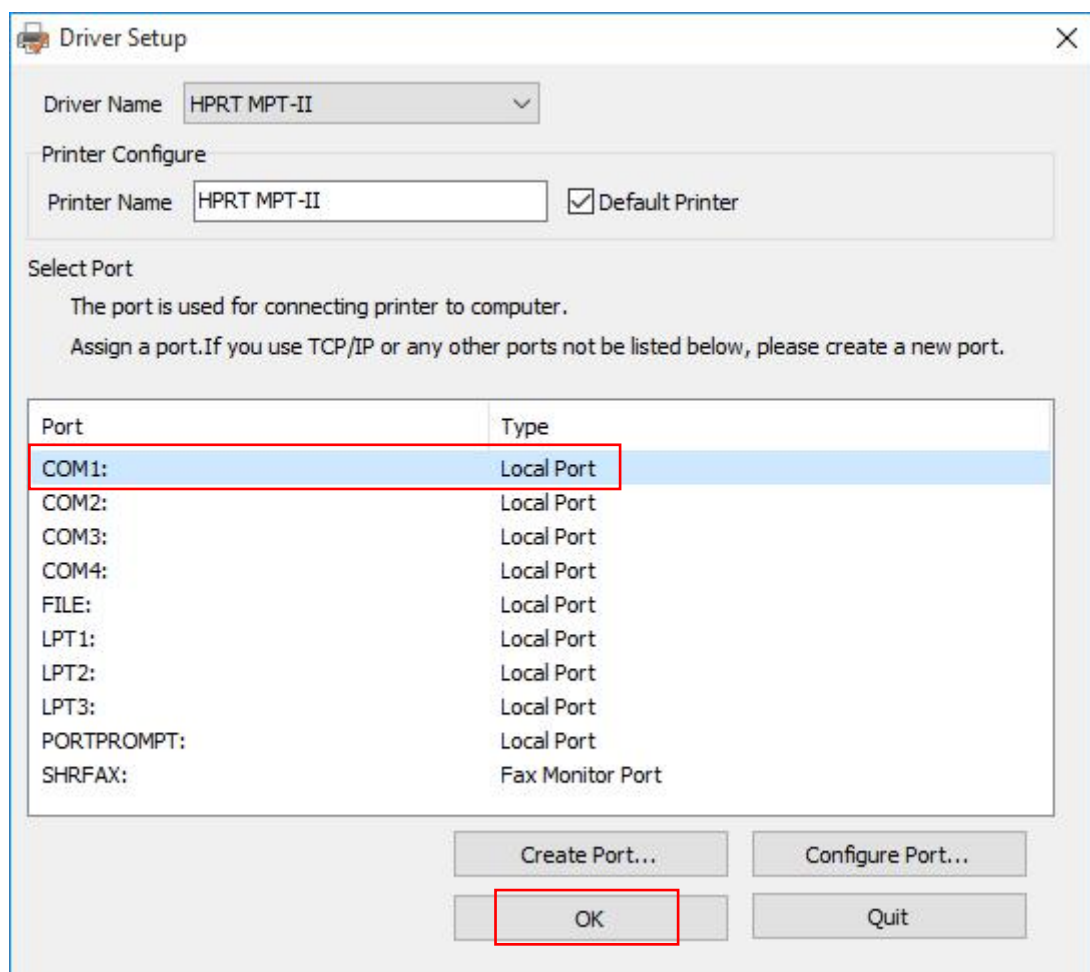 Driver Setup
Driver Name HPRT MPT-II
Printer Configure
Printer Name HPRT MPT-II Default Printer
Select Port
The port is used for connecting printer to computer.
Assign a port.If you use TCP/IP or any other ports not be listed below, please create a new port.
Port Type
COM1: Local Port
COM2: Local Port
COM3: Local Port
COM4: Local Port
FILE: Local Port
LPT1: Local Port
LPT2: Local Port
LPT3: Local Port
PORTPROMPT: Local Port
SHRFAX: Fax Monitor Port
Create Port... Configure Port...
OK Quit